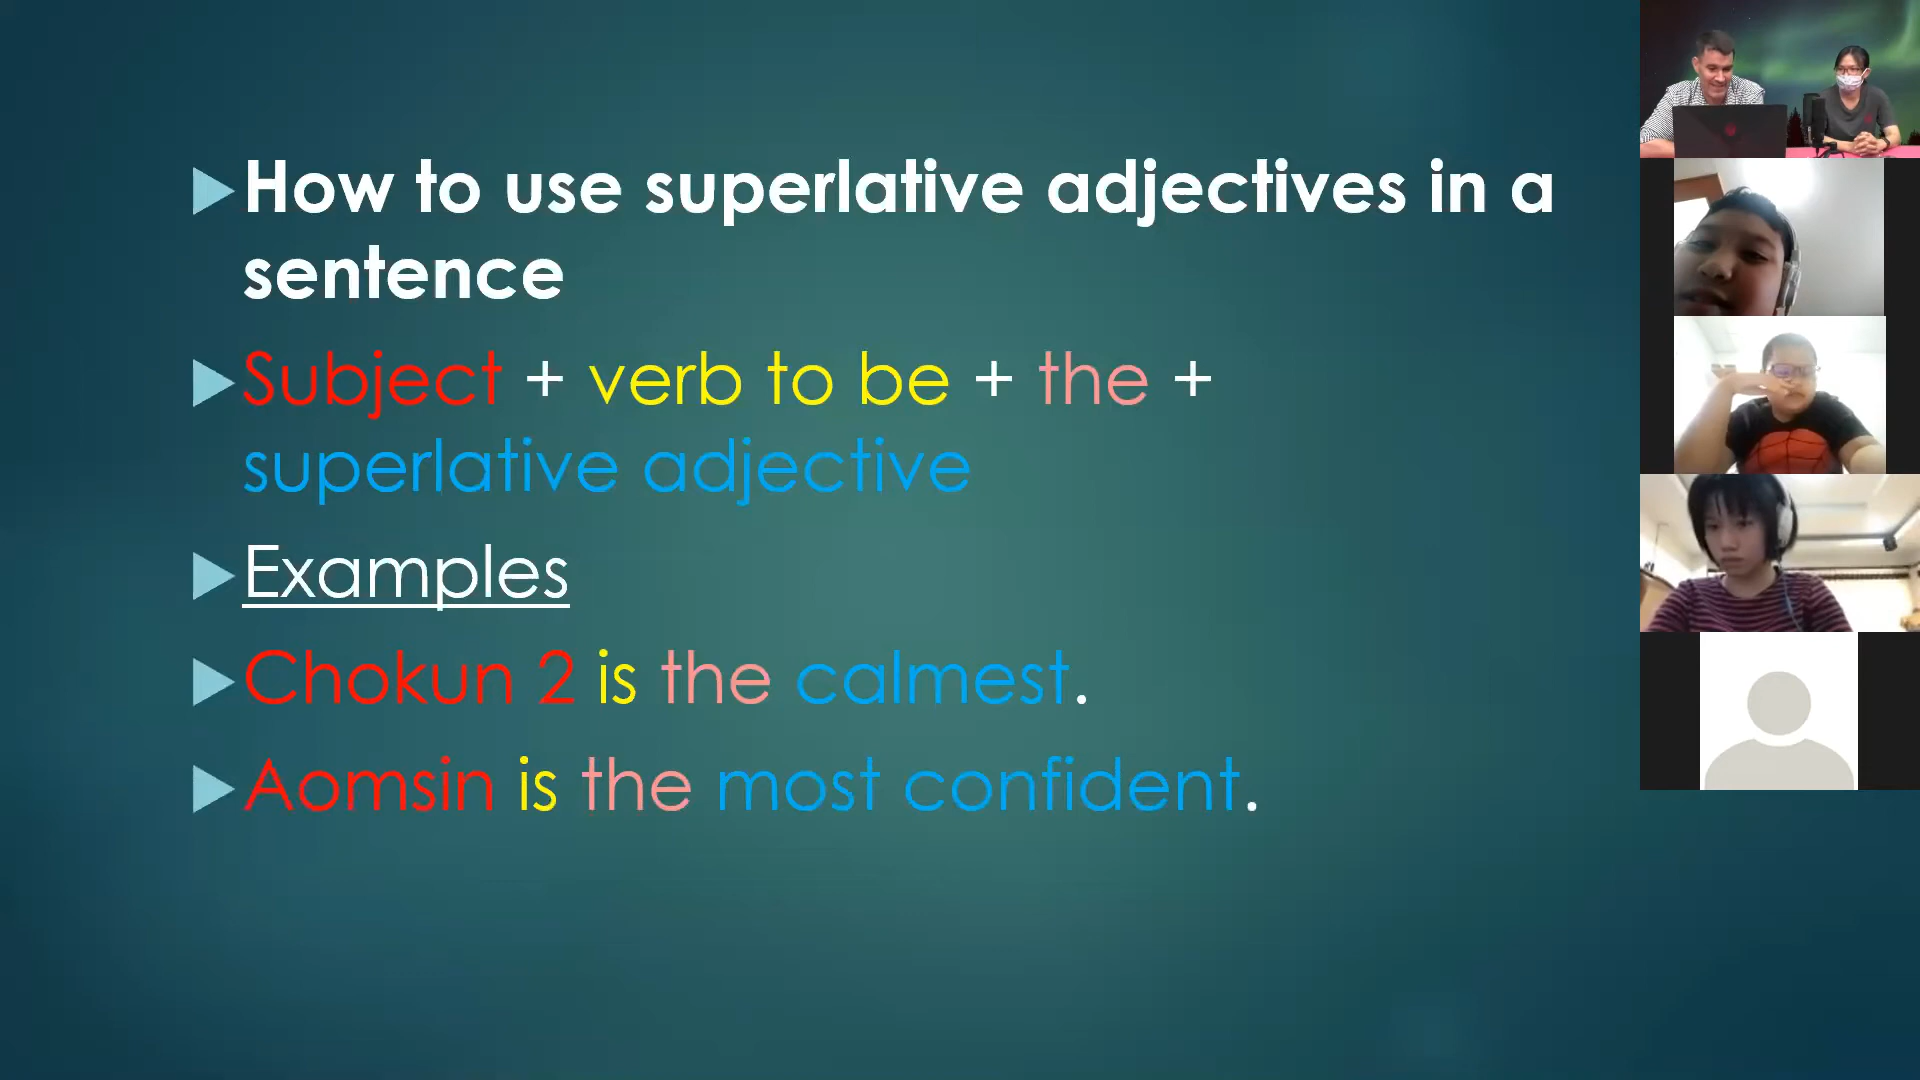 How to use superlative adjectives in a
sentence
Subject + verb to be + the +
superlative adjective
Examples
Chokun 2 is the calmest.
Aomsin is the most confident.